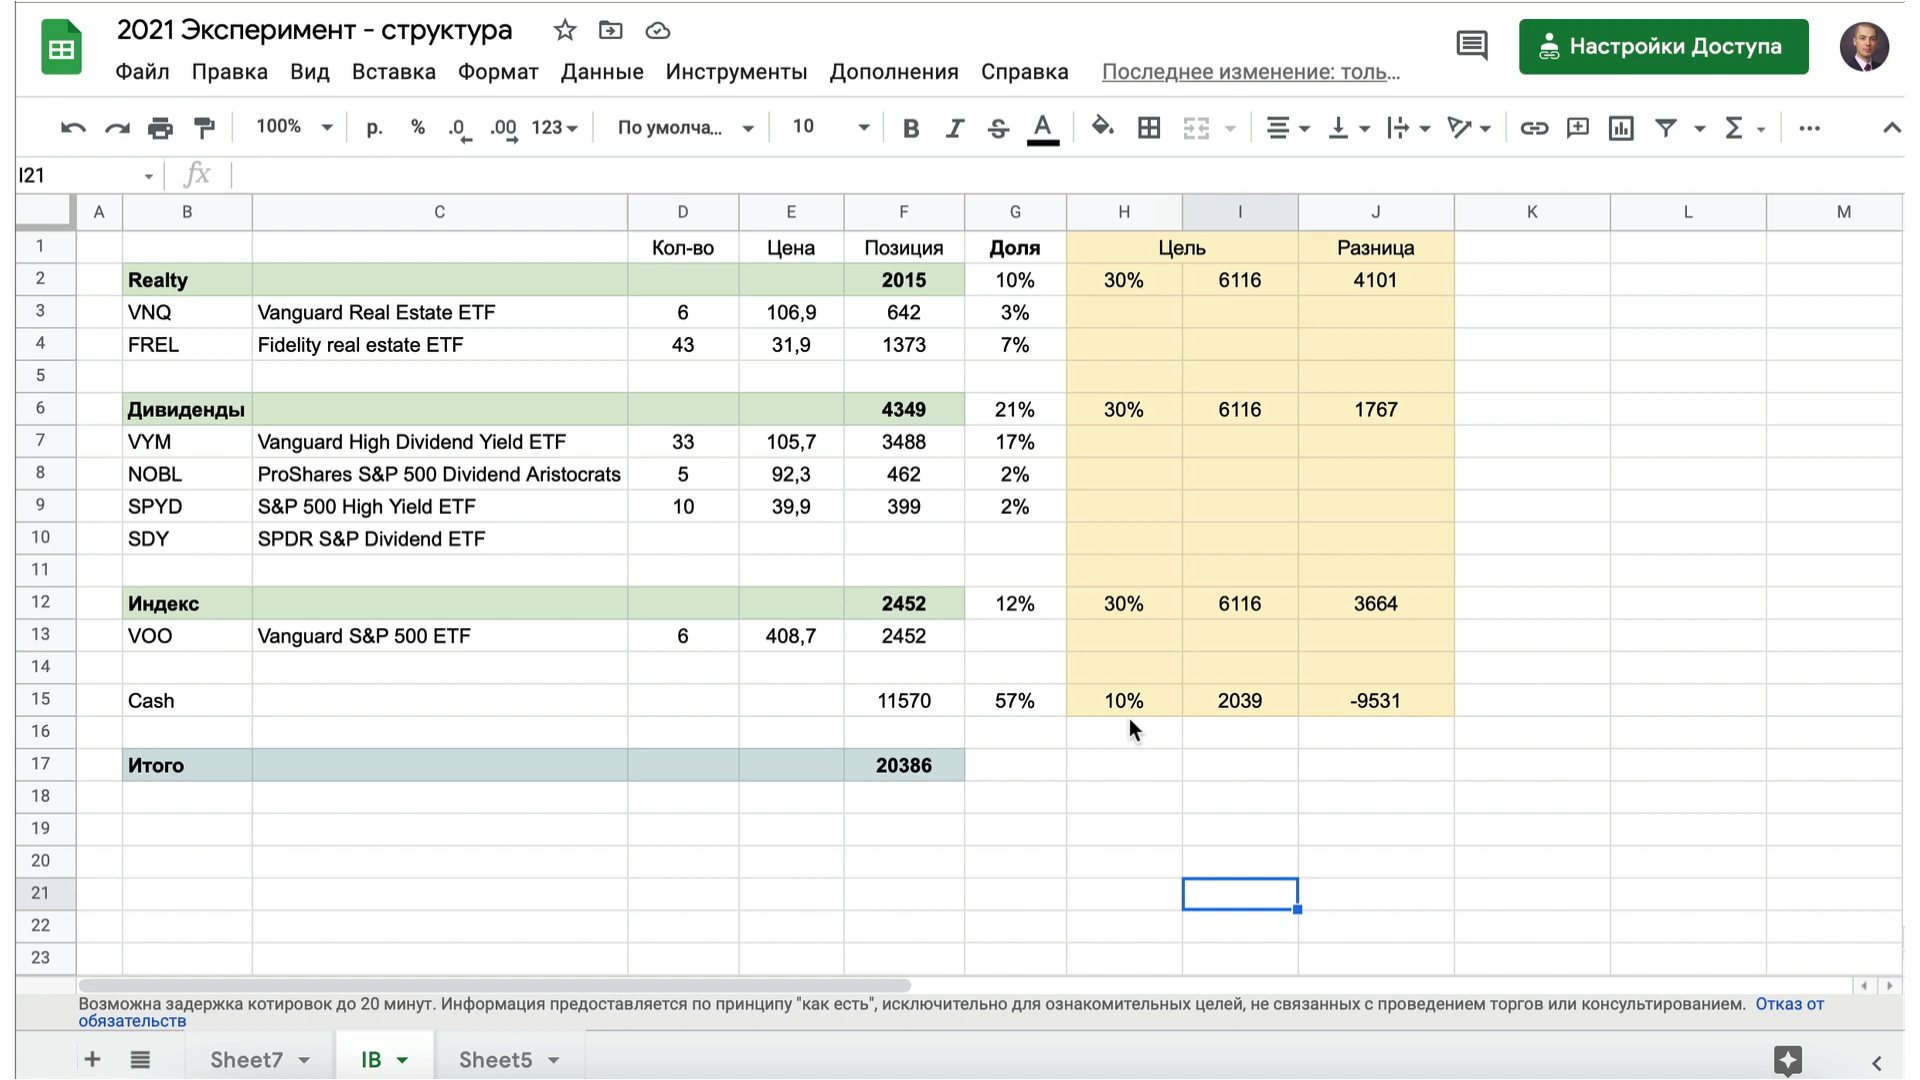 2021 Эксперимент - структура
Файл Правка Вид Вставка Формат Данные Инструменты Дополнения Справка Последнее изменение: толь...
Настройки Доступа
100% р. % .0 .00 123 По умолча... 10 B I S A
I21 fx
A B C D E F G H I J K L M
1 Кол-во Цена Позиция Доля Цель Разница
2 Realty 2015 10% 30% 6116 4101
3 VNQ Vanguard Real Estate ETF 6 106,9 642 3%
4 FREL Fidelity real estate ETF 43 31,9 1373 7%
5
6 Дивиденды 4349 21% 30% 6116 1767
7 VYM Vanguard High Dividend Yield ETF 33 105,7 3488 17%
8 NOBL ProShares S&P 500 Dividend Aristocrats 5 92,3 462 2%
9 SPYD S&P 500 High Yield ETF 10 39,9 399 2%
10 SDY SPDR S&P Dividend ETF
11
12 Индекс 2452 12% 30% 6116 3664
13 VOO Vanguard S&P 500 ETF 6 408,7 2452
14
15 Cash 11570 57% 10% 2039 -9531
16
17 Итого 20386
18
19
20
21
22
23
Возможна задержка котировок до 20 минут. Информация предоставляется по принципу "как есть", исключительно для ознакомительных целей, не связанных с проведением торгов или консультированием. Отказ от
обязательств
Sheet7 IB Sheet5